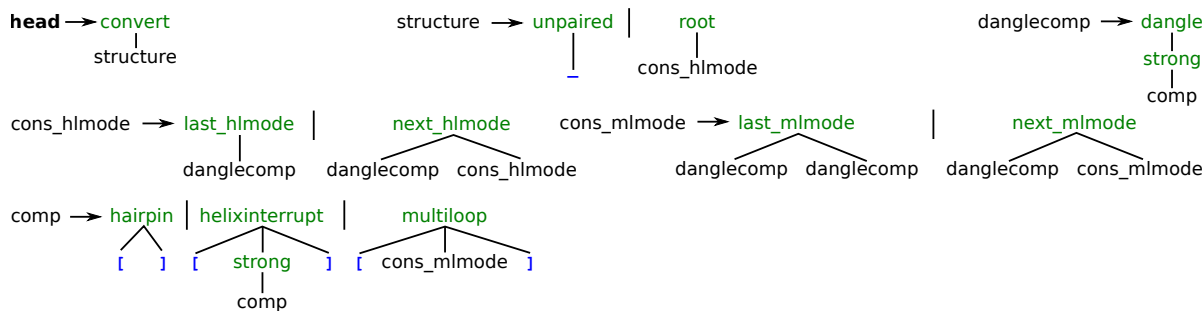 head → convert structure → unpaired | root danglecomp → dangle
structure _ cons_hlmode strong
comp
cons_hlmode → last_hlmode | next_hlmode cons_mlmode → last_mlmode | next_mlmode
danglecomp danglecomp cons_hlmode danglecomp danglecomp danglecomp cons_mlmode
comp → hairpin | helixinterrupt | multiloop
[ ] [ strong ] [ cons_mlmode ]
comp